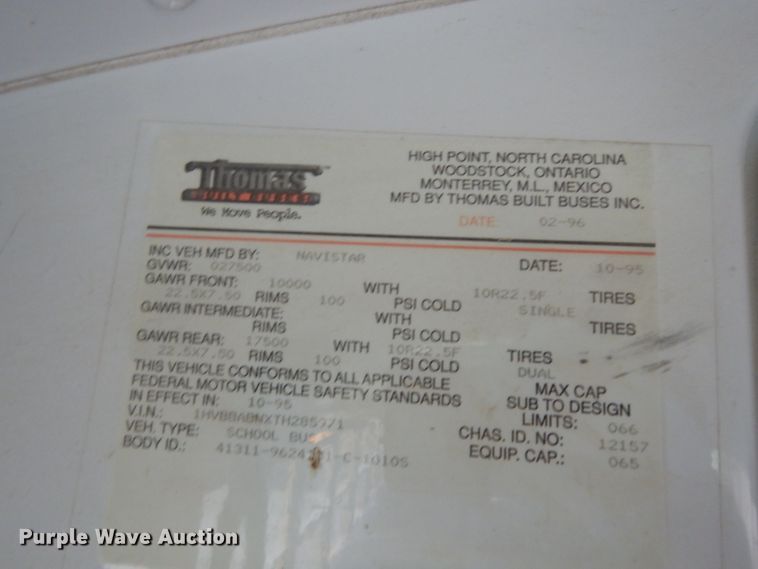 Thomas
BUILT BUSES
We Move People.
HIGH POINT, NORTH CAROLINA
WOODSTOCK, ONTARIO
MONTERREY, M.L., MEXICO
MFD BY THOMAS BUILT BUSES INC.
DATE: 02-96
INC VEH MFD BY: NAVISTAR DATE: 10-95
GVWR: 027500
GAWR FRONT: 10000 WITH 10R22.5F TIRES
22.5X7.50 RIMS 100 PSI COLD SINGLE
GAWR INTERMEDIATE: WITH TIRES
RIMS PSI COLD
GAWR REAR: 17500 WITH 10R22.5F TIRES
22.5X7.50 RIMS 100 PSI COLD DUAL
THIS VEHICLE CONFORMS TO ALL APPLICABLE
FEDERAL MOTOR VEHICLE SAFETY STANDARDS
IN EFFECT IN: 10-95
MAX CAP
SUB TO DESIGN
LIMITS: 066
V.I.N.: 1HVBBABNXTH285971
CHAS. ID. NO: 12157
VEH. TYPE: SCHOOL BUS
EQUIP. CAP.: 065
BODY ID.:
Purple Wave Auction